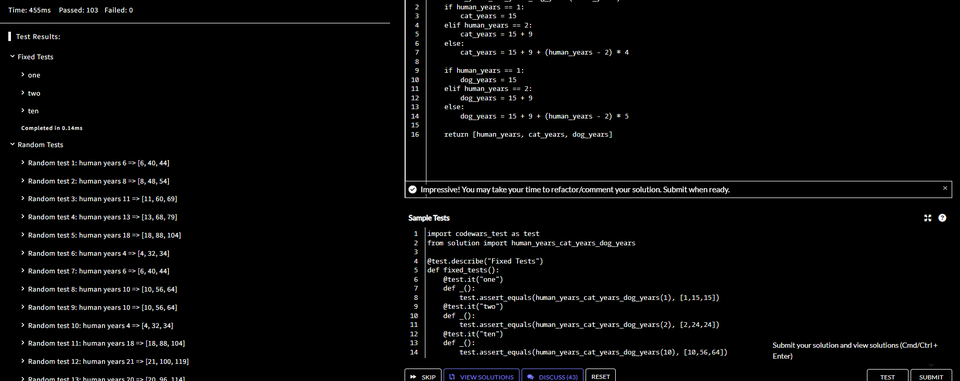 Time: 455ms Passed: 103 Failed: 0
Test Results:
Fixed Tests
one
two
ten
Completed in 0.14ms
Random Tests
Random test 1: human years 6 => [6, 40, 44]
Random test 2: human years 8 => [8, 48, 54]
Random test 3: human years 11 => [11, 60, 69]
Random test 4: human years 13 => [13, 68, 79]
Random test 5: human years 18 => [18, 88, 104]
Random test 6: human years 4 => [4, 32, 34]
Random test 7: human years 6 => [6, 40, 44]
Random test 8: human years 10 => [10, 56, 64]
Random test 9: human years 10 => [10, 56, 64]
Random test 10: human years 4 => [4, 32, 34]
Random test 11: human years 18 => [18, 88, 104]
Random test 12: human years 21 => [21, 100, 119]
Random test 13: human years 20 => [20, 96, 114]
2 if human_years == 1:
3 cat_years = 15
4 elif human_years == 2:
5 cat_years = 15 + 9
6 else:
7 cat_years = 15 + 9 + (human_years - 2) * 4
8
9 if human_years == 1:
10 dog_years = 15
11 elif human_years == 2:
12 dog_years = 15 + 9
13 else:
14 dog_years = 15 + 9 + (human_years - 2) * 5
15
16 return [human_years, cat_years, dog_years]
Impressive! You may take your time to refactor/comment your solution. Submit when ready.
Sample Tests
1 import codewars_test as test
2 from solution import human_years_cat_years_dog_years
3
4 @test.describe("Fixed Tests")
5 def fixed_tests():
6 @test.it("one")
7 def _():
8 test.assert_equals(human_years_cat_years_dog_years(1), [1,15,15])
9 @test.it("two")
10 def _():
11 test.assert_equals(human_years_cat_years_dog_years(2), [2,24,24])
12 @test.it("ten")
13 def _():
14 test.assert_equals(human_years_cat_years_dog_years(10), [10,56,64])
Submit your solution and view solutions (Cmd/Ctrl +
Enter)
SKIP VIEW SOLUTIONS DISCUSS (43) RESET TEST SUBMIT